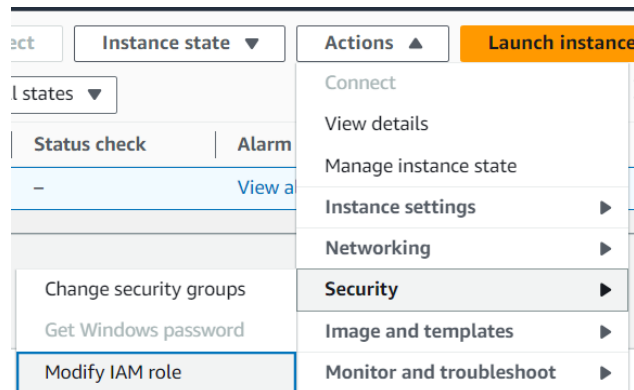 ect
Instance state
Actions
Launch instance
l states
Connect
View details
Status check
Alarm
Manage instance state
–
View al
Instance settings
Networking
Change security groups
Security
Get Windows password
Image and templates
Modify IAM role
Monitor and troubleshoot